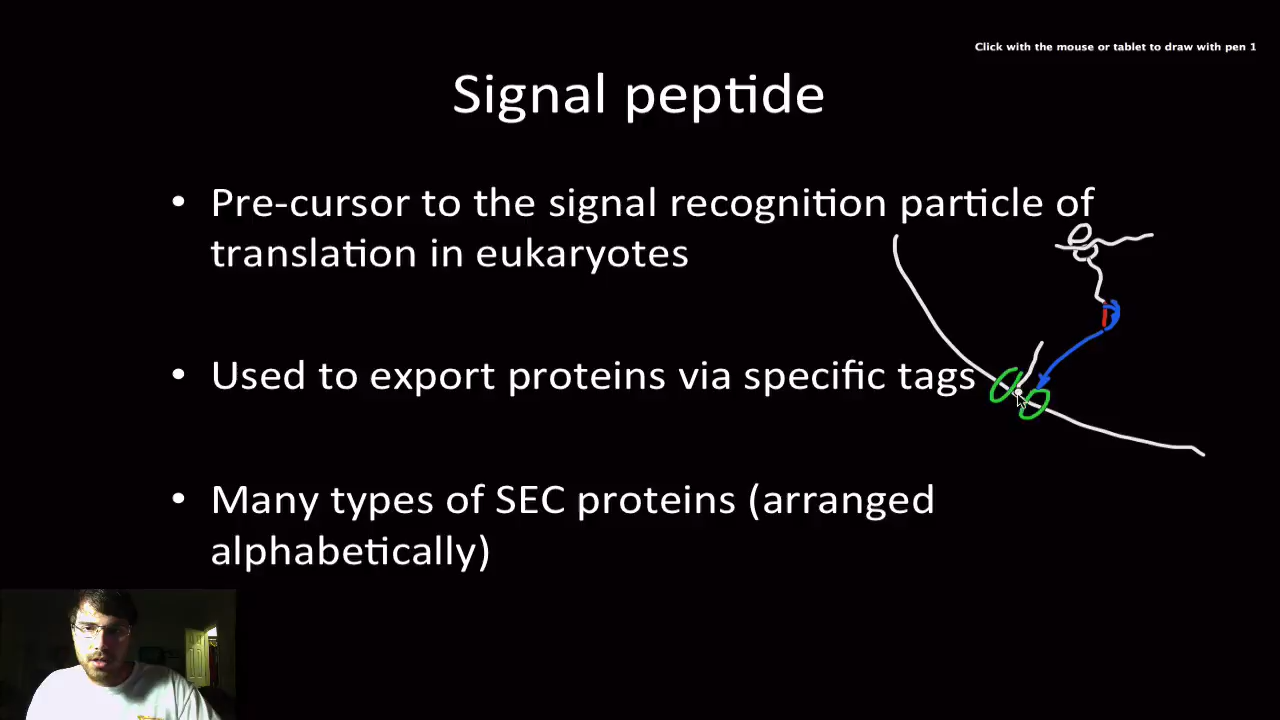 Click with the mouse or tablet to draw with pen 1
Signal peptide
• Pre-cursor to the signal recognition particle of
translation in eukaryotes
• Used to export proteins via specific tags
• Many types of SEC proteins (arranged
alphabetically)